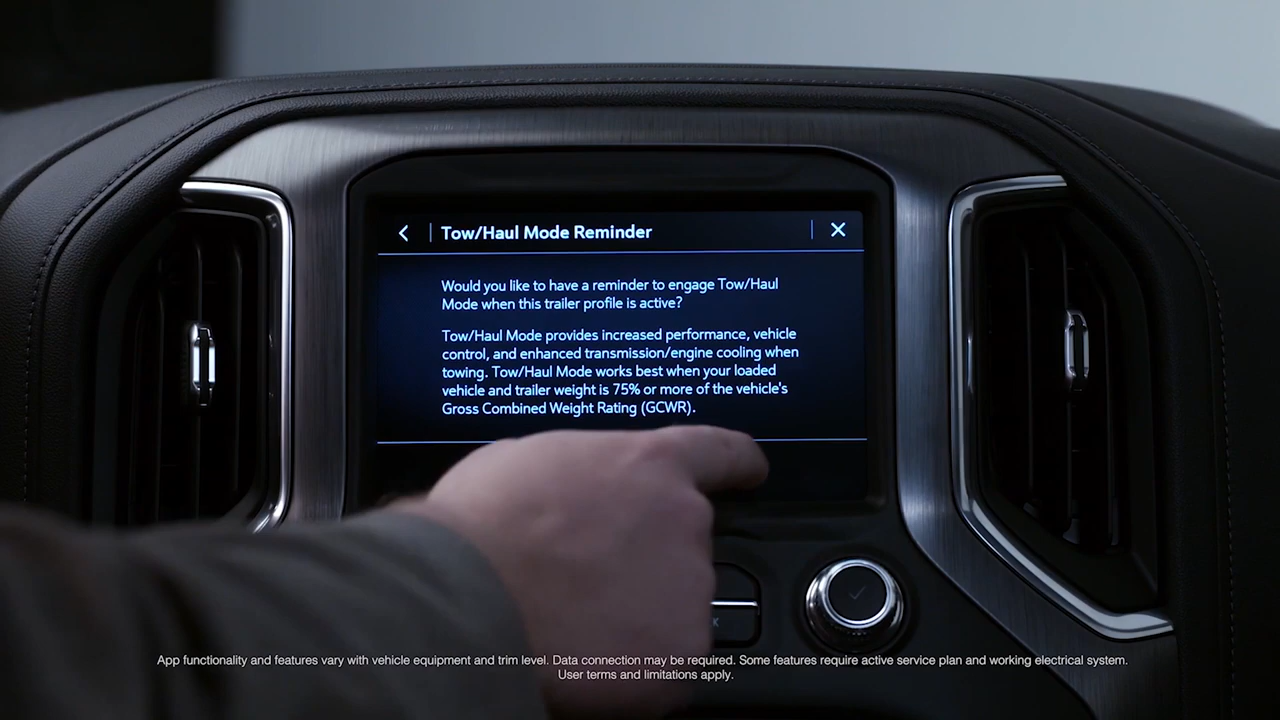 Tow/Haul Mode Reminder
Would you like to have a reminder to engage Tow/Haul
Mode when this trailer profile is active?
Tow/Haul Mode provides increased performance, vehicle
control, and enhanced transmission/engine cooling when
towing. Tow/Haul Mode works best when your loaded
vehicle and trailer weight is 75% or more of the vehicle's
Gross Combined Weight Rating (GCWR).
App functionality and features vary with vehicle equipment and trim level. Data connection may be required. Some features require active service plan and working electrical system.
User terms and limitations apply.